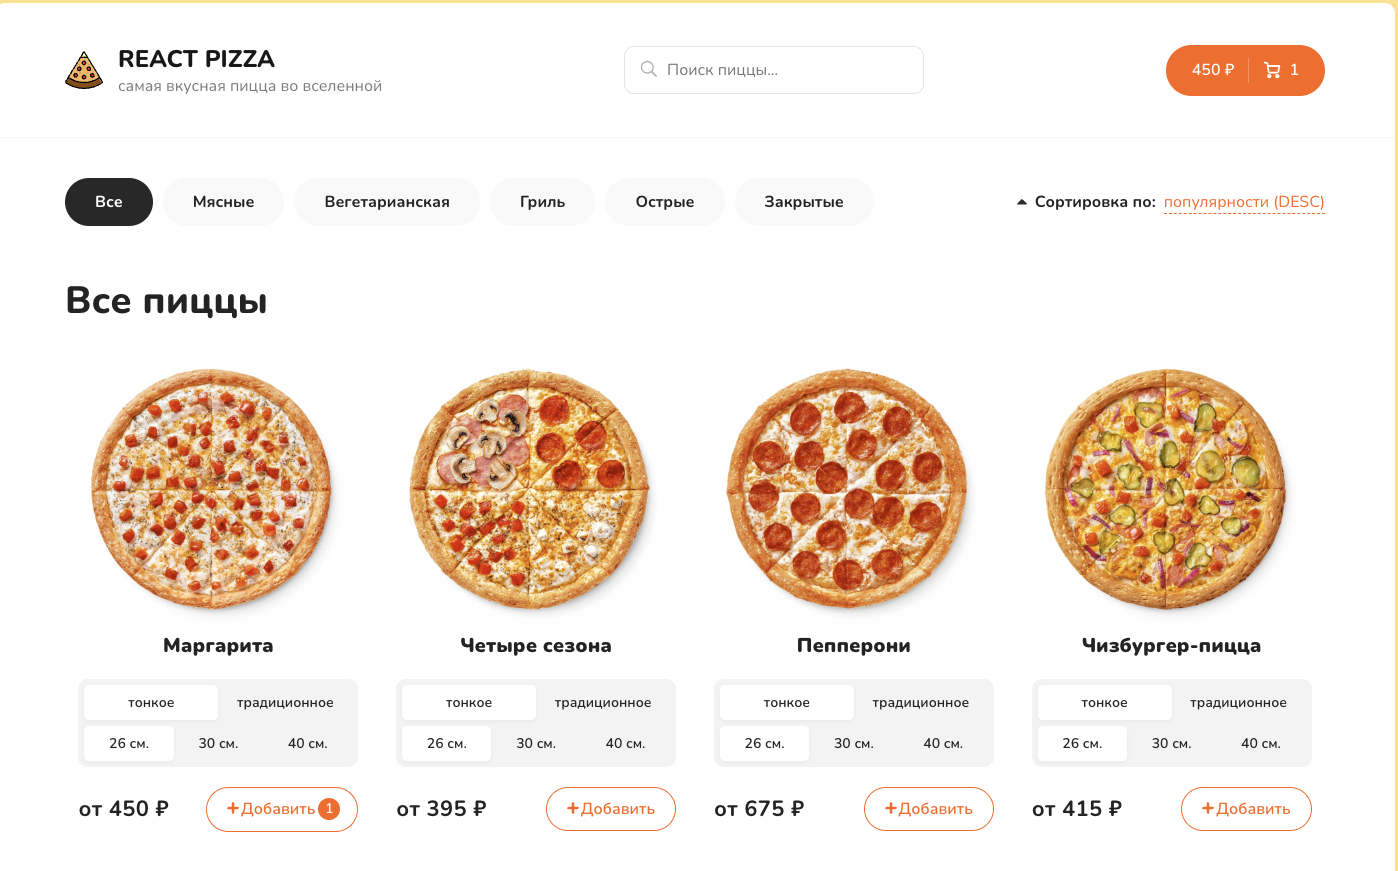 REACT PIZZA
самая вкусная пицца во вселенной
Поиск пиццы...
450 ₽ 1
Все Мясные Вегетарианская Гриль Острые Закрытые
Сортировка по: популярности (DESC)
Все пиццы
Маргарита Четыре сезона Пепперони Чизбургер-пицца
тонкое традиционное тонкое традиционное тонкое традиционное тонкое традиционное
26 см. 30 см. 40 см. 26 см. 30 см. 40 см. 26 см. 30 см. 40 см. 26 см. 30 см. 40 см.
от 450 ₽ +Добавить 1 от 395 ₽ +Добавить от 675 ₽ +Добавить от 415 ₽ +Добавить